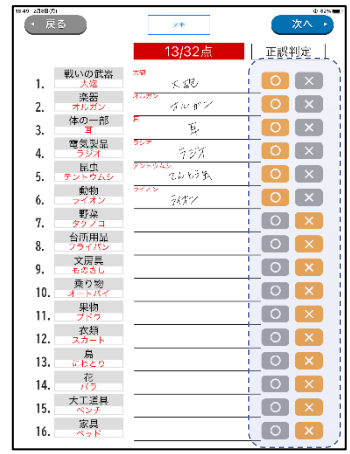 戻る
メモ
次へ
13/32点
正誤判定
1. 戦いの武器 大砲 大砲 大砲
2. 楽器 オルガン オルガン オルガン
3. 体の一部 耳 耳 耳
4. 電気製品 ラジオ ラジオ ラジオ
5. 昆虫 テントウムシ テントウムシ てんとう虫
6. 動物 ライオン ライオン ライオン
7. 野菜 タケノコ
8. 台所用品 フライパン
9. 文房具 ものさし
10. 乗り物 オートバイ
11. 果物 ブドウ
12. 衣類 スカート
13. 鳥 にわとり
14. 花 バラ
15. 大工道具 ペンチ
16. 家具 ベッド